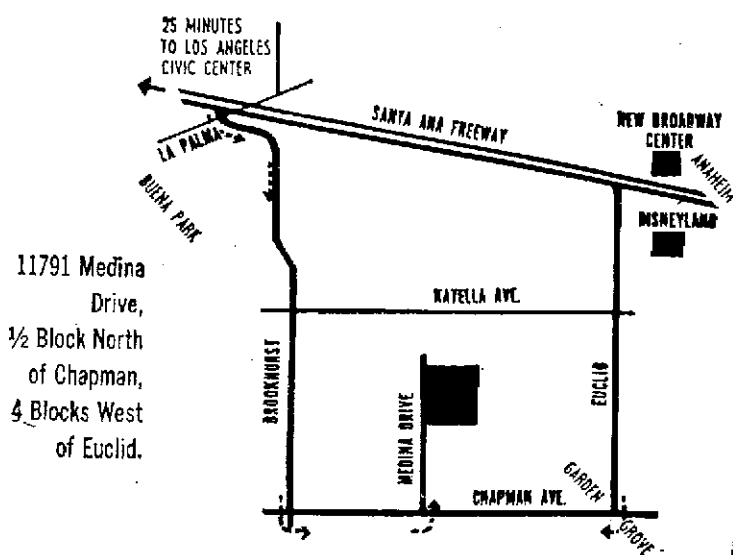 25 MINUTES
TO LOS ANGELES
CIVIC CENTER
SANTA ANA FREEWAY
NEW BROADWAY
CENTER
ANAHEIM
LA PALMA
BUENA PARK
DISNEYLAND
11791 Medina
Drive,
½ Block North
of Chapman,
4 Blocks West
of Euclid.
KATELLA AVE.
BROOKHURST
MEDINA DRIVE
EUCLID
CHAPMAN AVE.
GARDEN
GROVE